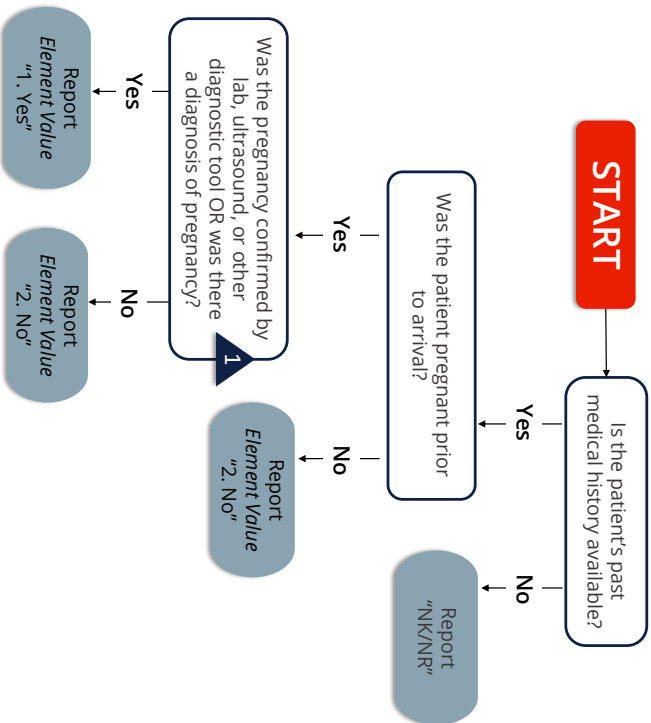 START
Is the patient's past
medical history available?
Yes
No
Report
"NK/NR"
Was the patient pregnant prior
to arrival?
Yes
No
Report
Element Value
"2. No"
Was the pregnancy confirmed by
lab, ultrasound, or other
diagnostic tool OR was there
a diagnosis of pregnancy?
1
Yes
No
Report
Element Value
"1. Yes"
Report
Element Value
"2. No"